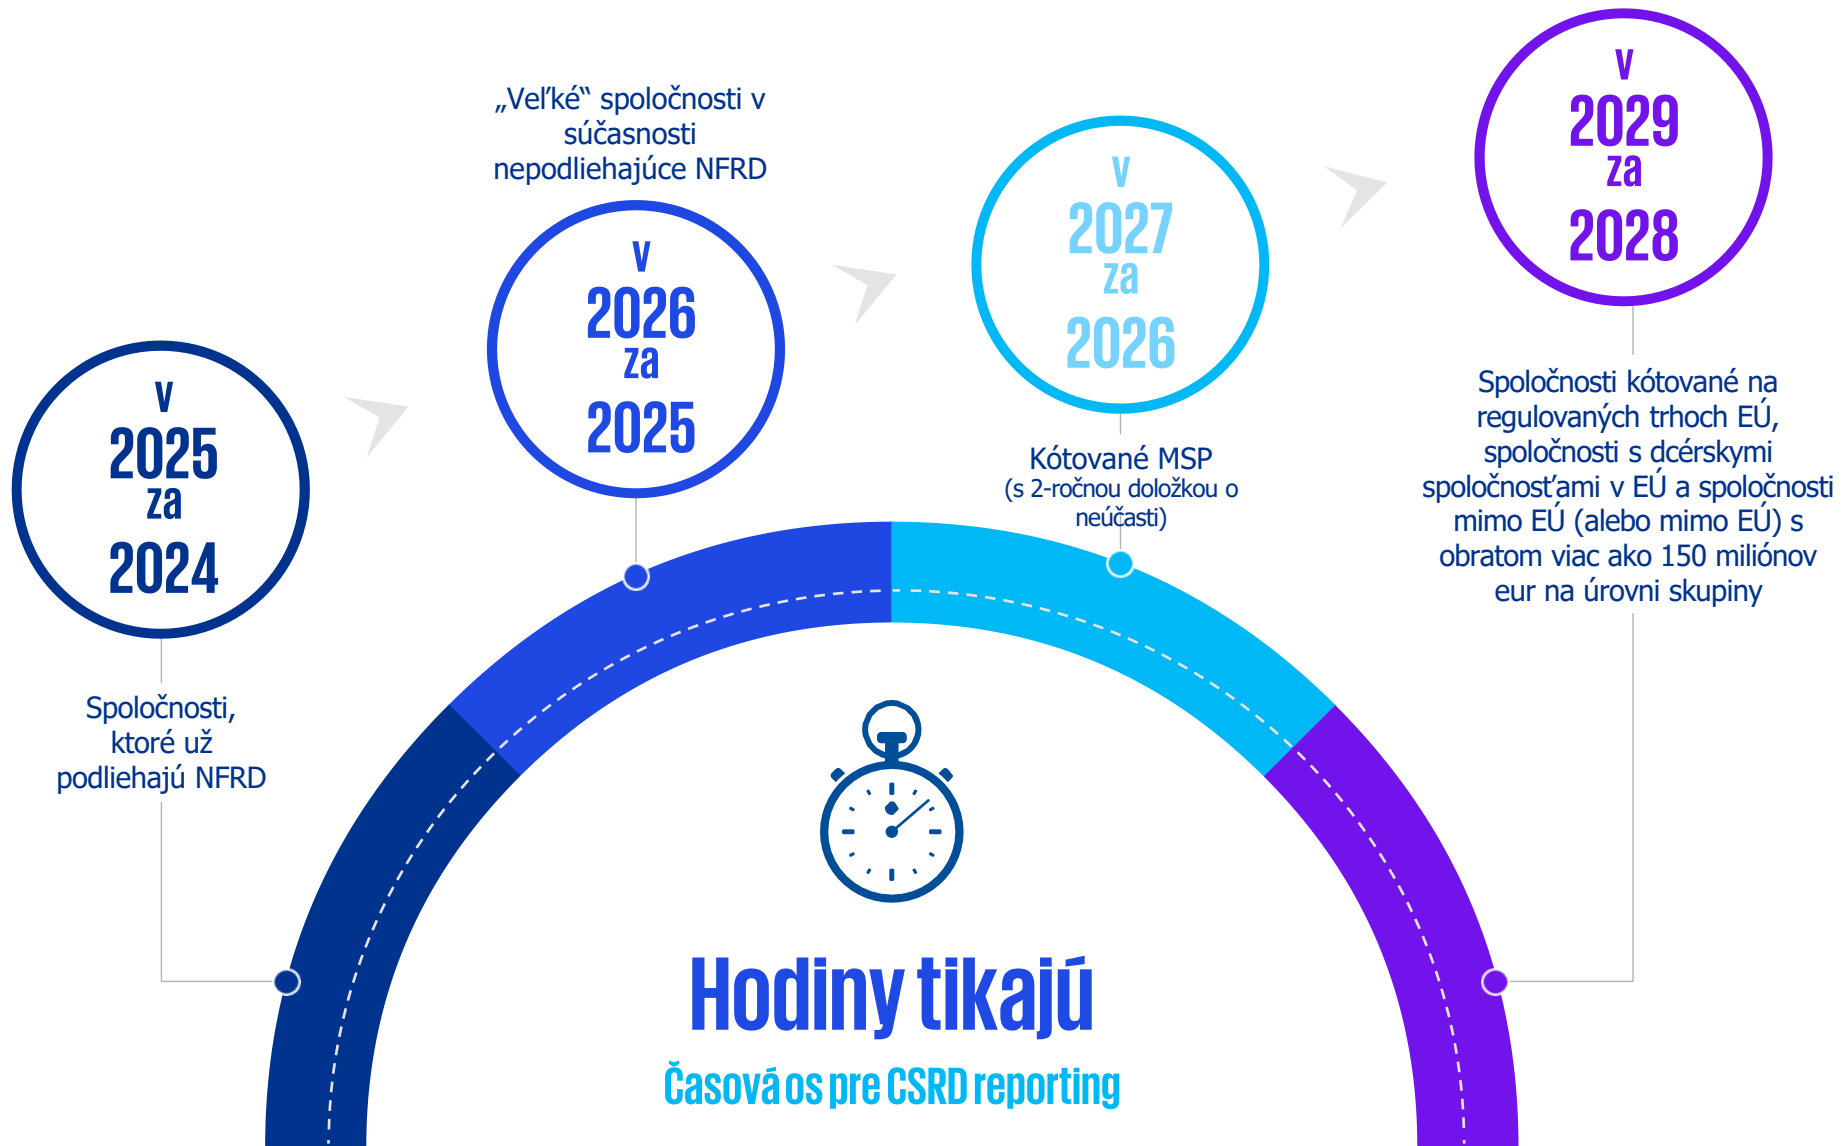 v
2025
za
2024
Spoločnosti,
ktoré už
podliehajú NFRD
„Veľké“ spoločnosti v
súčasnosti
nepodliehajúce NFRD
v
2026
za
2025
v
2027
za
2026
Kótované MSP
(s 2-ročnou doložkou o
neúčasti)
v
2029
za
2028
Spoločnosti kótované na
regulovaných trhoch EÚ,
spoločnosti s dcérskymi
spoločnosťami v EÚ a spoločnosti
mimo EÚ (alebo mimo EÚ) s
obratom viac ako 150 miliónov
eur na úrovni skupiny
Hodiny tikajú
Časová os pre CSRD reporting